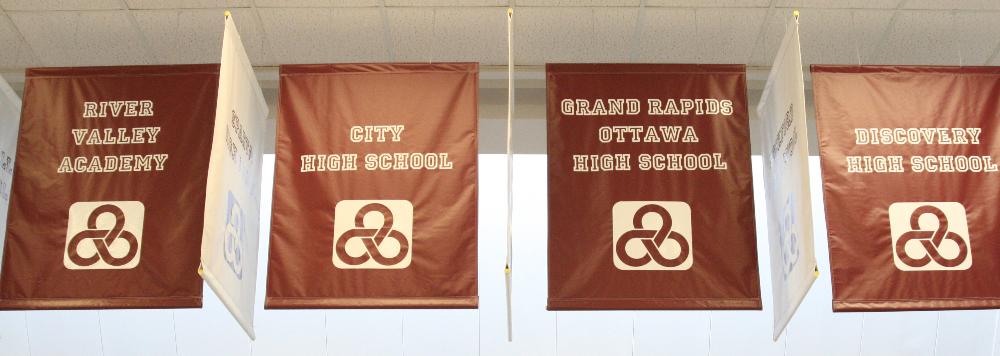 RIVER
VALLEY
ACADEMY
CITY
HIGH SCHOOL
GRAND RAPIDS
OTTAWA
HIGH SCHOOL
DISCOVERY
HIGH SCHOOL